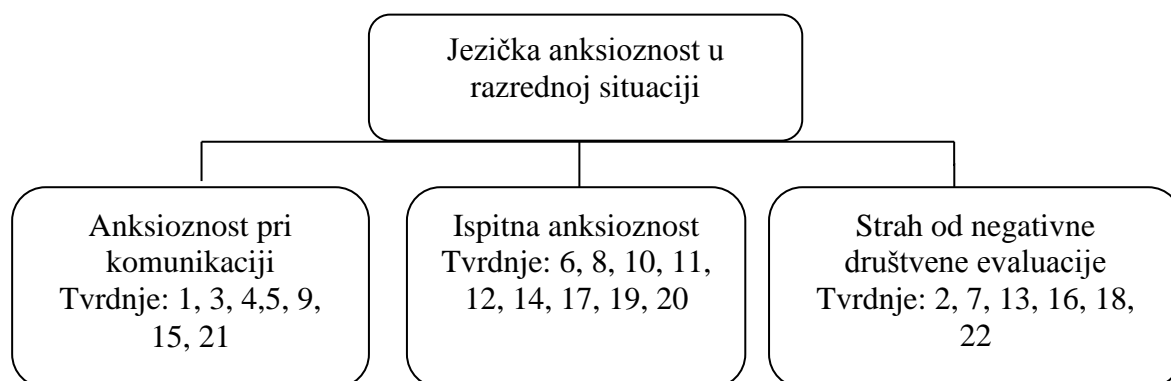 Jezička anksioznost u
razrednoj situaciji
Anksioznost pri
komunikaciji
Tvrdnje: 1, 3, 4,5, 9,
15, 21
Ispitna anksioznost
Tvrdnje: 6, 8, 10, 11,
12, 14, 17, 19, 20
Strah od negativne
društvene evaluacije
Tvrdnje: 2, 7, 13, 16, 18,
22